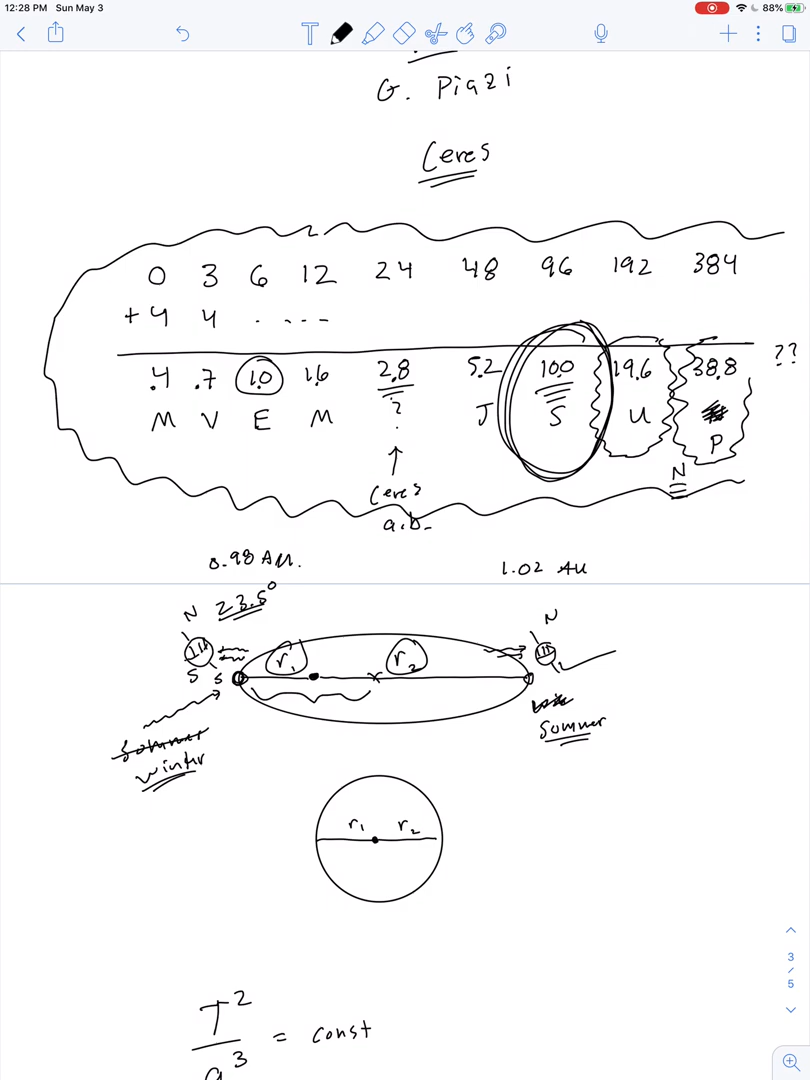 12:28 PM Sun May 3
88%
G. Piazi
Ceres
0 3 6 12 24 48 96 192 384
+4 4 . . . . .
.4 .7 1.0 1.6 2.8 5.2 10.0 19.6 38.8 ??
M V E M ? J S U P
N
Ceres
a.b.
0.98 AU. 1.02 AU
N 23.5° N
r₁ r₂
S S
Sommer
Sommer
Winter
r₁ r₂
3
/
5
T²
= const
a³